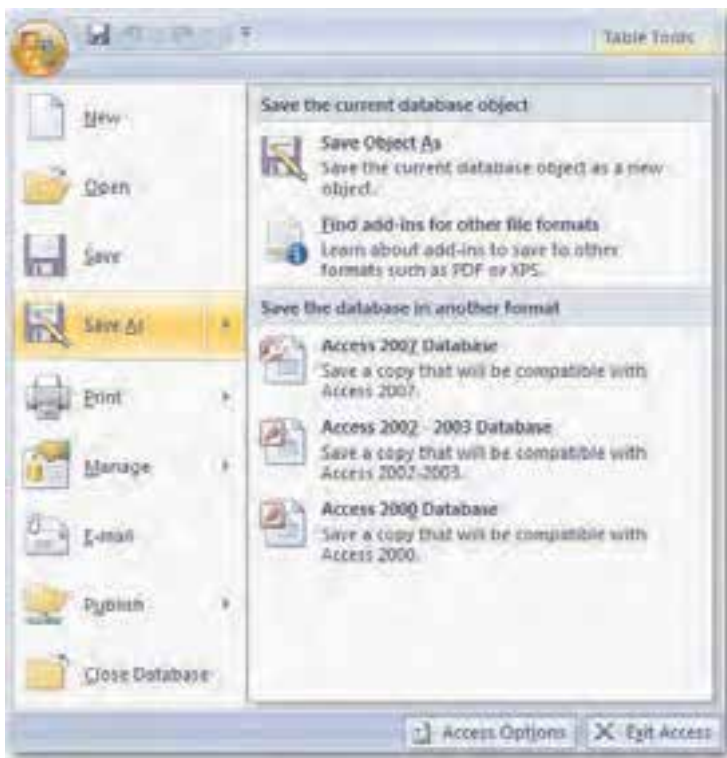 Table Tools
New
Open
Save
Save As
Print
Manage
E-mail
Publish
Close Database
Save the current database object
Save Object As
Save the current database object as a new
object.
Find add-ins for other file formats
Learn about add-ins to save to other
formats such as PDF or XPS.
Save the database in another format
Access 2007 Database
Save a copy that will be compatible with
Access 2007.
Access 2002 - 2003 Database
Save a copy that will be compatible with
Access 2002-2003.
Access 2000 Database
Save a copy that will be compatible with
Access 2000.
Access Options
Exit Access